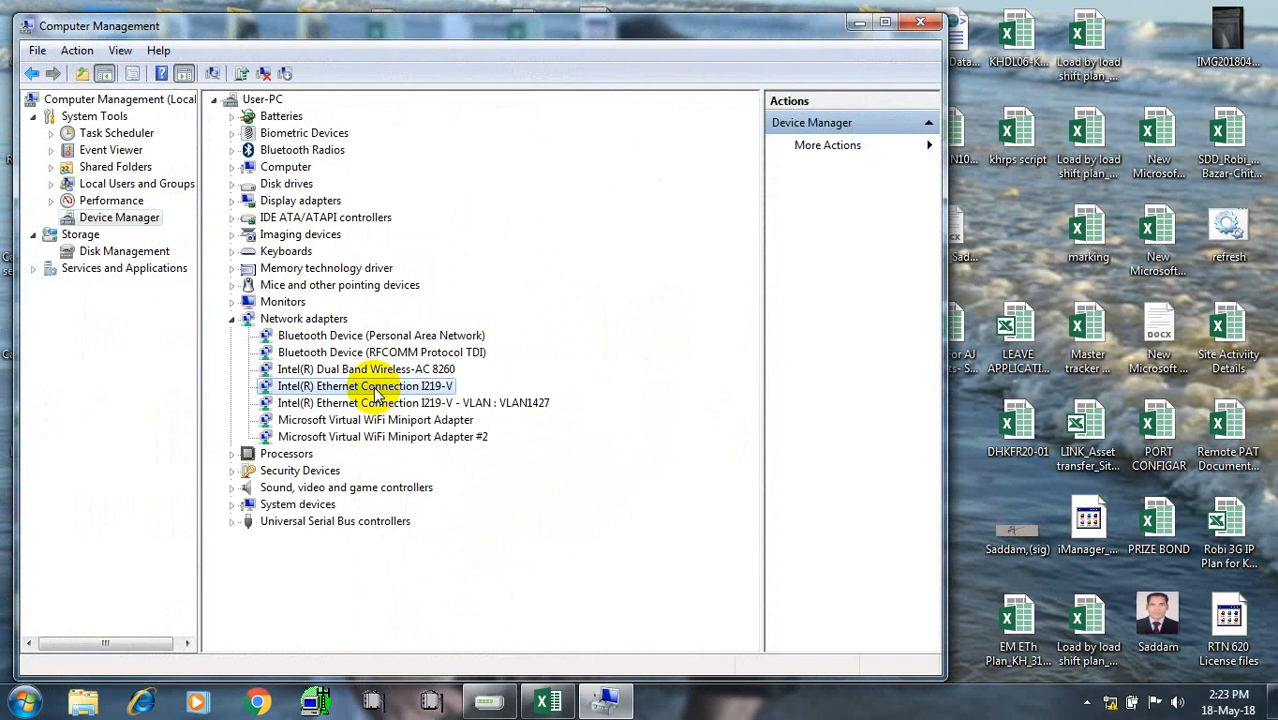 Computer Management
File Action View Help
Computer Management (Local
System Tools
Task Scheduler
Event Viewer
Shared Folders
Local Users and Groups
Performance
Device Manager
Storage
Disk Management
Services and Applications
User-PC
Batteries
Biometric Devices
Bluetooth Radios
Computer
Disk drives
Display adapters
IDE ATA/ATAPI controllers
Imaging devices
Keyboards
Memory technology driver
Mice and other pointing devices
Monitors
Network adapters
Bluetooth Device (Personal Area Network)
Bluetooth Device (RFCOMM Protocol TDI)
Intel(R) Dual Band Wireless-AC 8260
Intel(R) Ethernet Connection I219-V
Intel(R) Ethernet Connection I219-V - VLAN : VLAN1427
Microsoft Virtual WiFi Miniport Adapter
Microsoft Virtual WiFi Miniport Adapter #2
Processors
Security Devices
Sound, video and game controllers
System devices
Universal Serial Bus controllers
Actions
Device Manager
More Actions
KHDL06-K...
Load by load
shift plan_...
IMG201804...
khrps script
Load by load
shift plan_...
New
Microsof...
SDD_Robi_...
Bazar-Chit...
marking
New
Microsof...
refresh
LEAVE
APPLICATI...
Master
tracker ...
New
Microsof...
Site Activiity
Details
DHKFR20-01
LINK_Asset
transfer_Sit...
PORT
CONFIGAR
Remote PAT
Document...
Saddam,(sig)
iManager_...
PRIZE BOND
Robi 3G IP
Plan for K...
EM ETh
Plan_KH_31...
Load by load
shift plan_...
Saddam
RTN 620
License files
2:23 PM
18-May-18